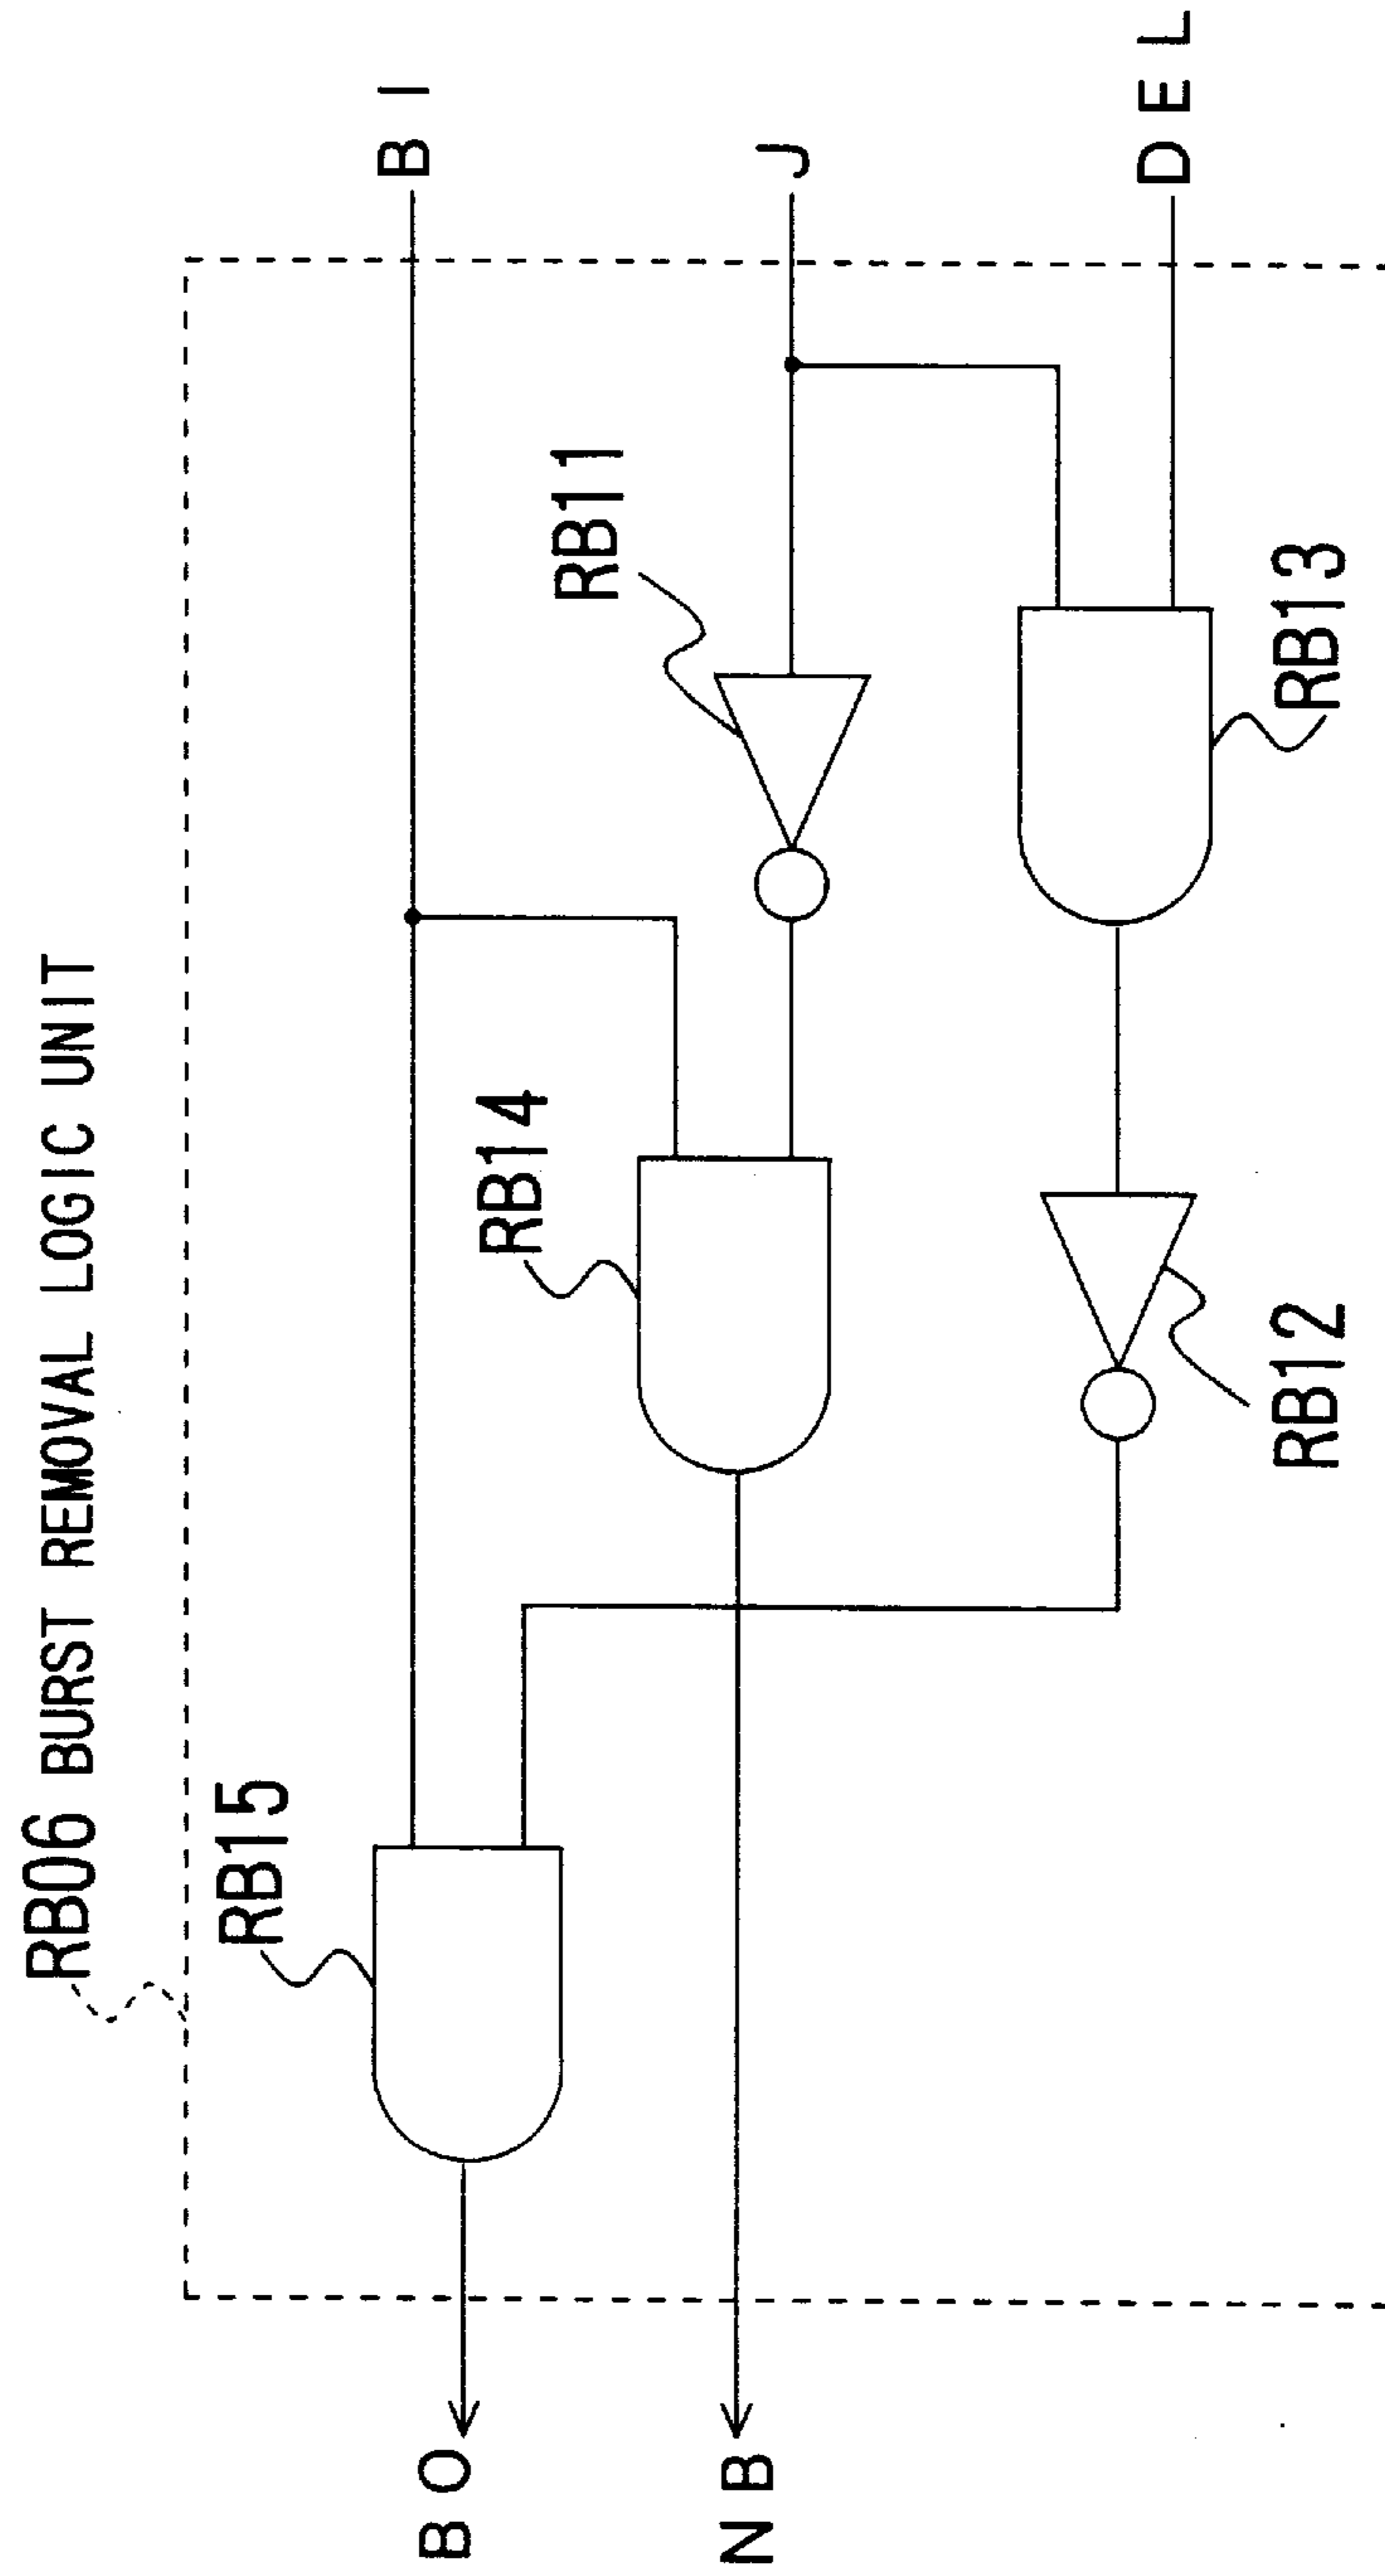 RB06 BURST REMOVAL LOGIC UNIT
RB15
BO
BI
RB14
RB11
NB
J
RB12
RB13
DEL